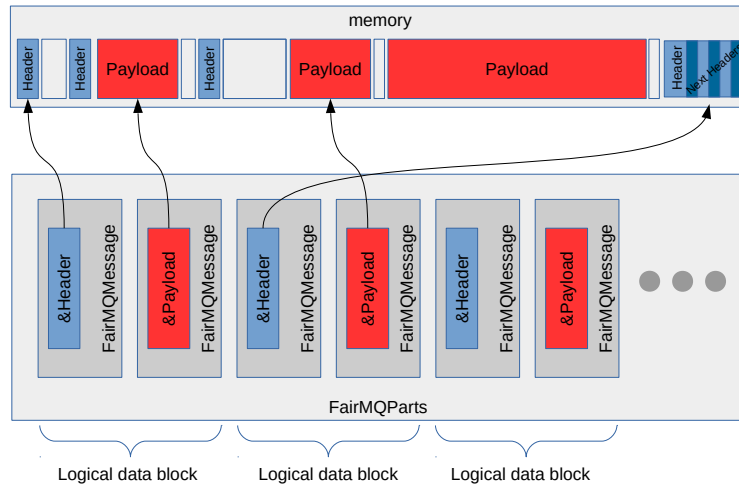 memory
Header
Header
Payload
Header
Payload
Payload
Header
Next Headers
&Header
FairMQMessage
&Payload
FairMQMessage
&Header
FairMQMessage
&Payload
FairMQMessage
&Header
FairMQMessage
&Payload
FairMQMessage
FairMQParts
Logical data block
Logical data block
Logical data block